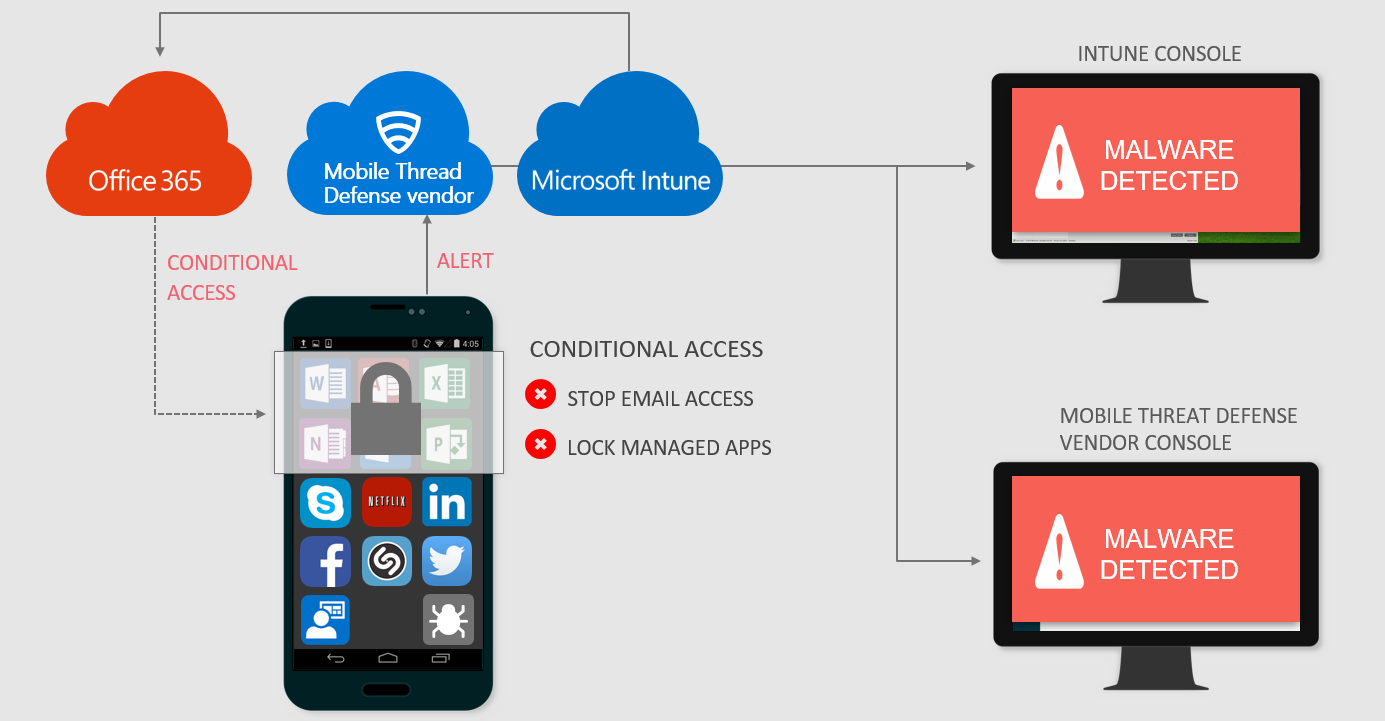 INTUNE CONSOLE
MALWARE
DETECTED
Office 365
Mobile Thread
Defense vendor
Microsoft Intune
CONDITIONAL
ACCESS
ALERT
4:05
W
A
X
N
P
CONDITIONAL ACCESS
STOP EMAIL ACCESS
LOCK MANAGED APPS
S
NETFLIX
in
f
MOBILE THREAT DEFENSE
VENDOR CONSOLE
MALWARE
DETECTED